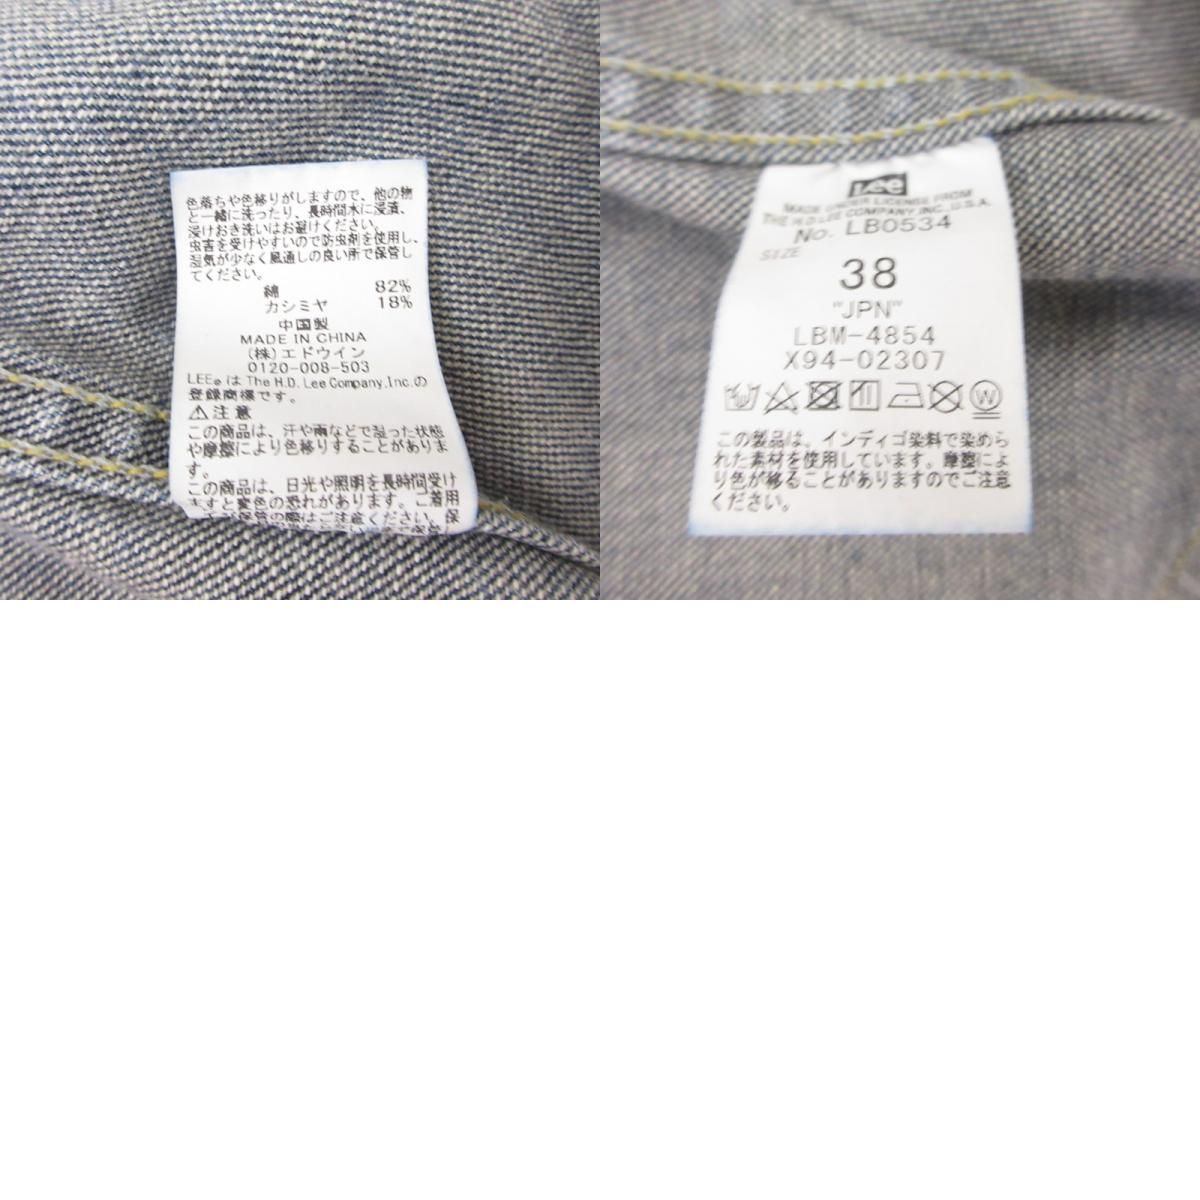 色落ちや色移りがしますので、他の物
と一緒に洗ったり、長時間水に浸漬、
浸けおき洗いはお避けください。
虫害を受けやすいので防虫剤を使用し、
湿気が少なく風通しの良い所で保管し
てください。
綿 82%
カシミヤ 18%
中国製
MADE IN CHINA
(株)エドウイン
0120-008-503
LEE®は The H.D. Lee Company, Inc.の
登録商標です。
⚠注意
この商品は、汗や雨などで湿った状態
や摩擦により色移りすることがありま
す。
この商品は、日光や照明を長時間受け
ますと変色の恐れがあります。ご着用
保管の際はご注意ください。保
Lee
MADE UNDER LICENSE FROM
THE H.D. LEE COMPANY, INC., U.S.A.
No. LB0534
SIZE
38
"JPN"
LBM-4854
X94-02307
W
この製品は、インディゴ染料で染めら
れた素材を使用しています。摩擦によ
り色が移ることがありますのでご注意
ください。